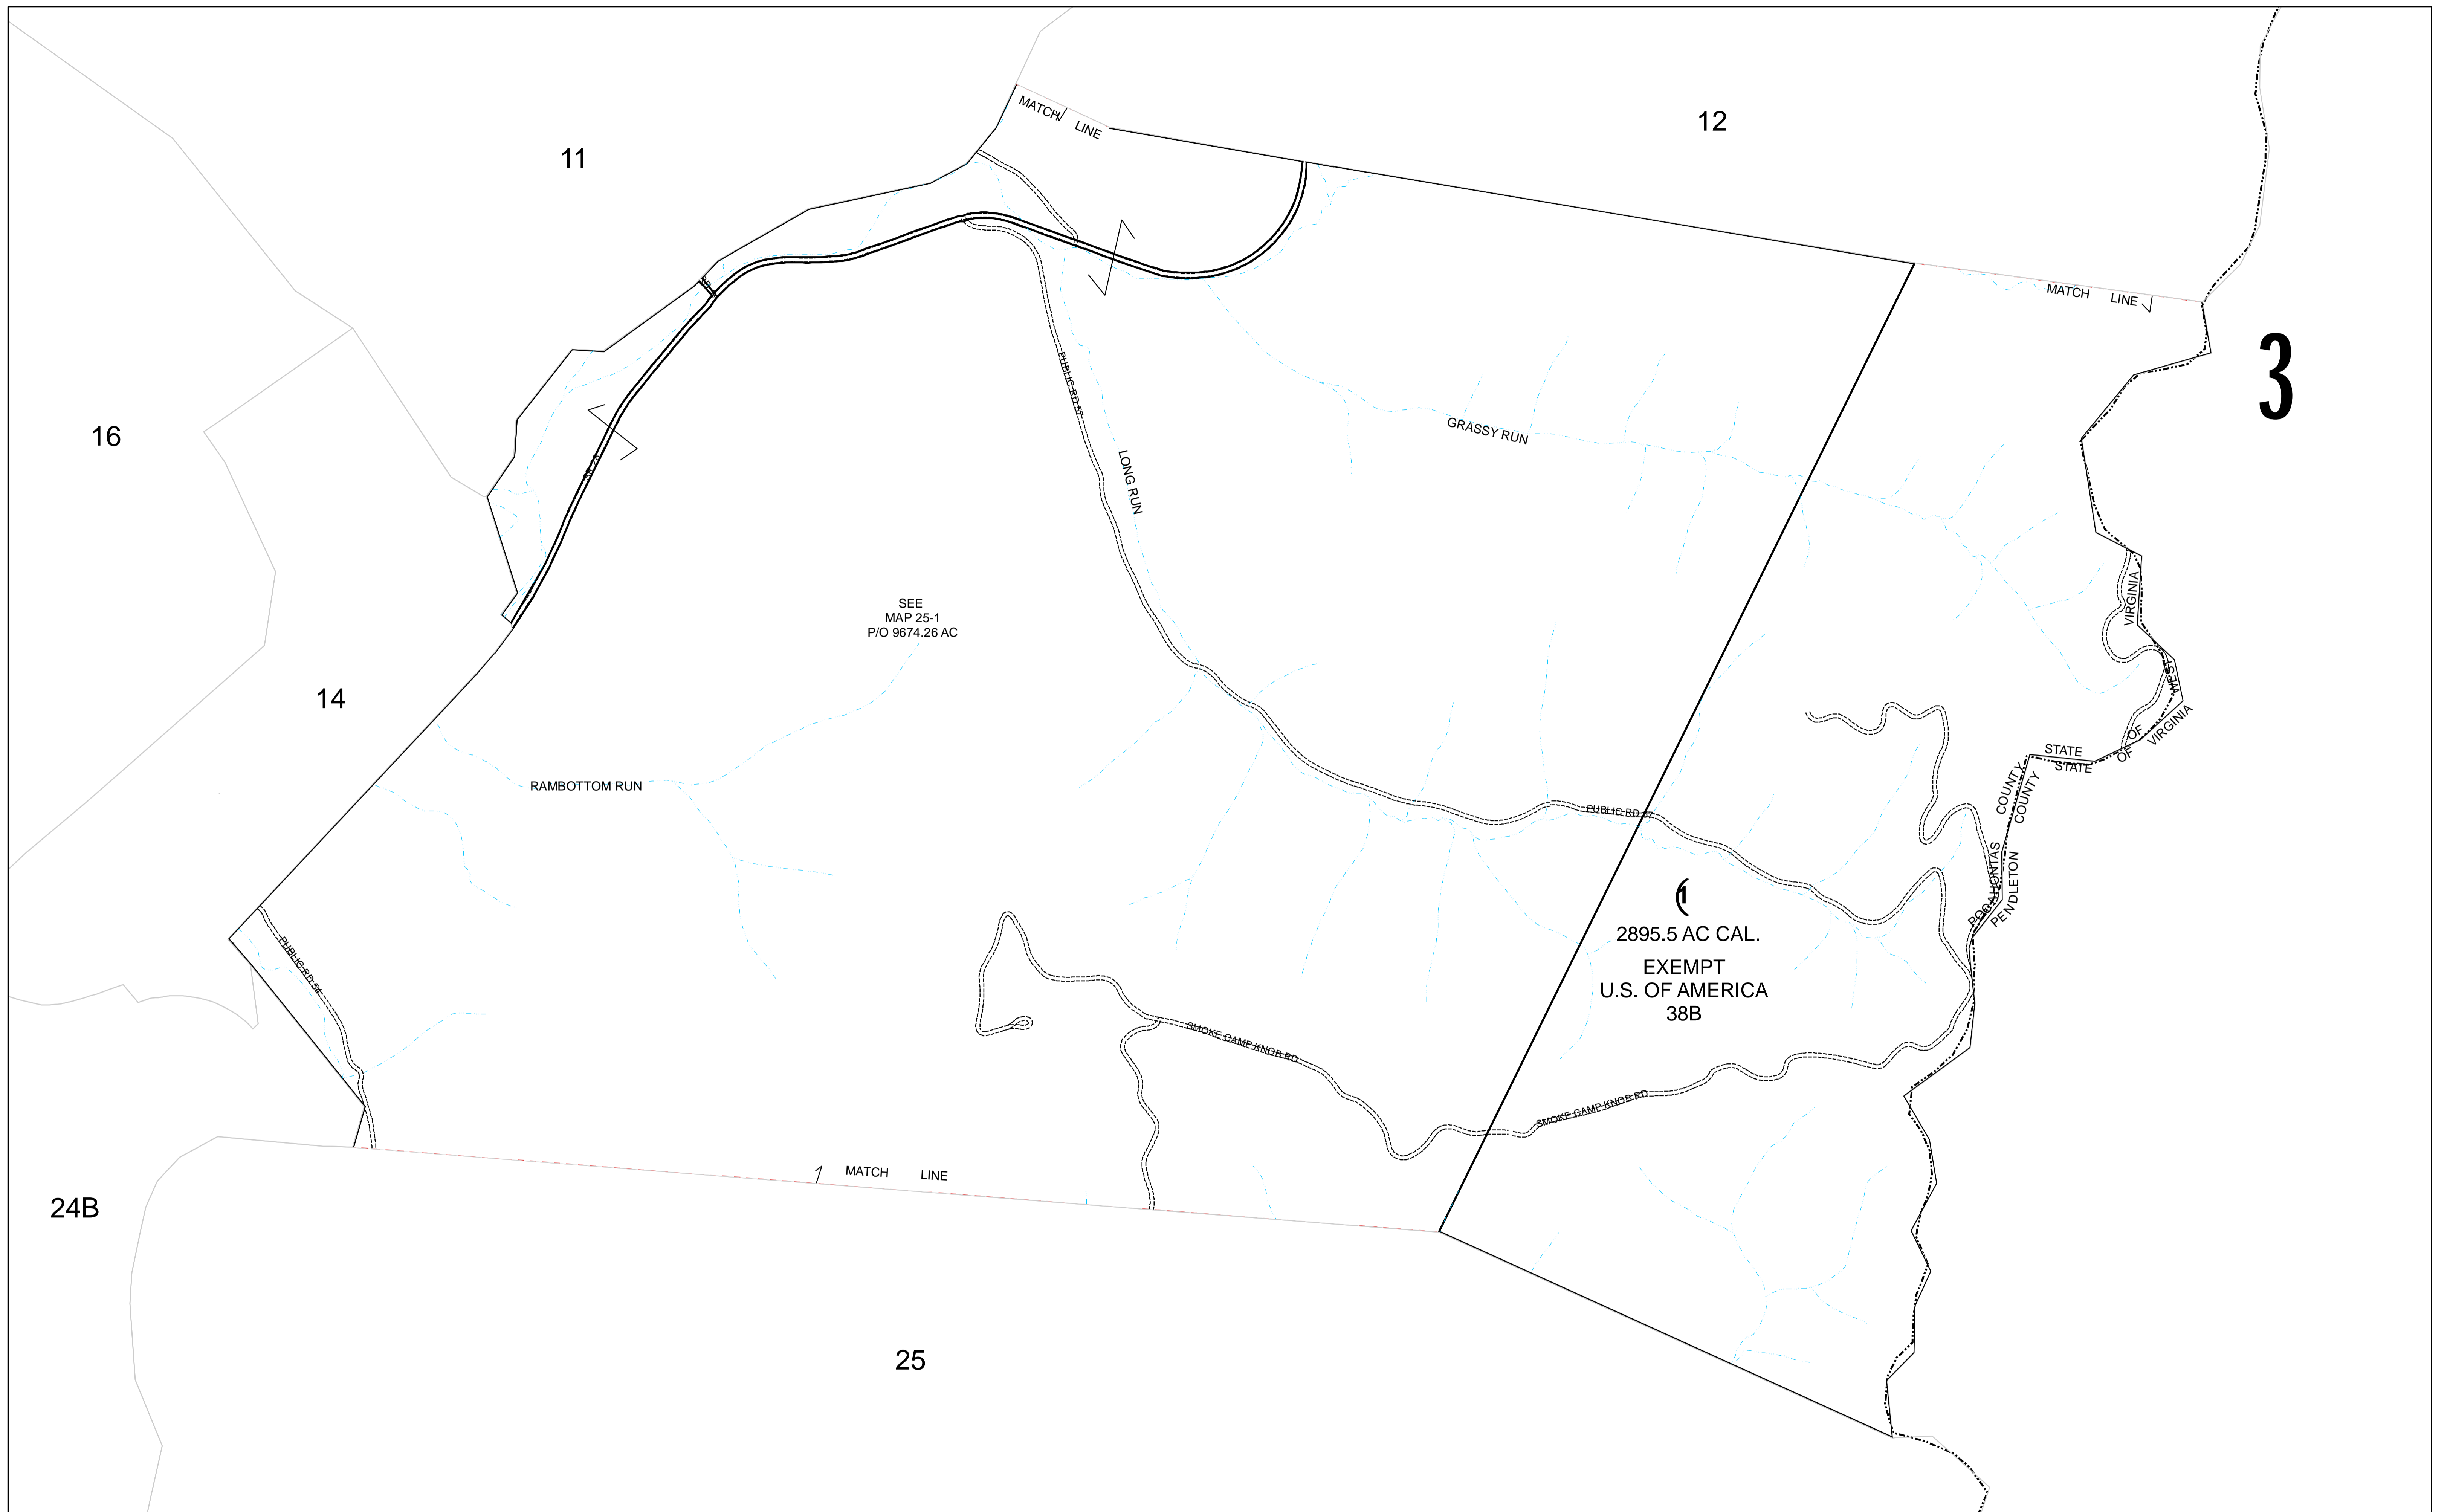 MATCH LINE
12
11
MATCH LINE
3
PUBLIC RD 57
GRASSY RUN
16
LONG RUN
SR 28
SEE
MAP 25-1
P/O 9674.26 AC
VIRGINIA
WEST
14
OF
VIRGINIA
STATE
OF
STATE
COUNTY
COUNTY
RAMBOTTOM RUN
POCAHONTAS
PENDLETON
1
2895.5 AC CAL.
EXEMPT
U.S. OF AMERICA
38B
PUBLIC RD 54
SMOKE CAMP KNOB RD
SMOKE CAMP KNOB RD
MATCH LINE
24B
25